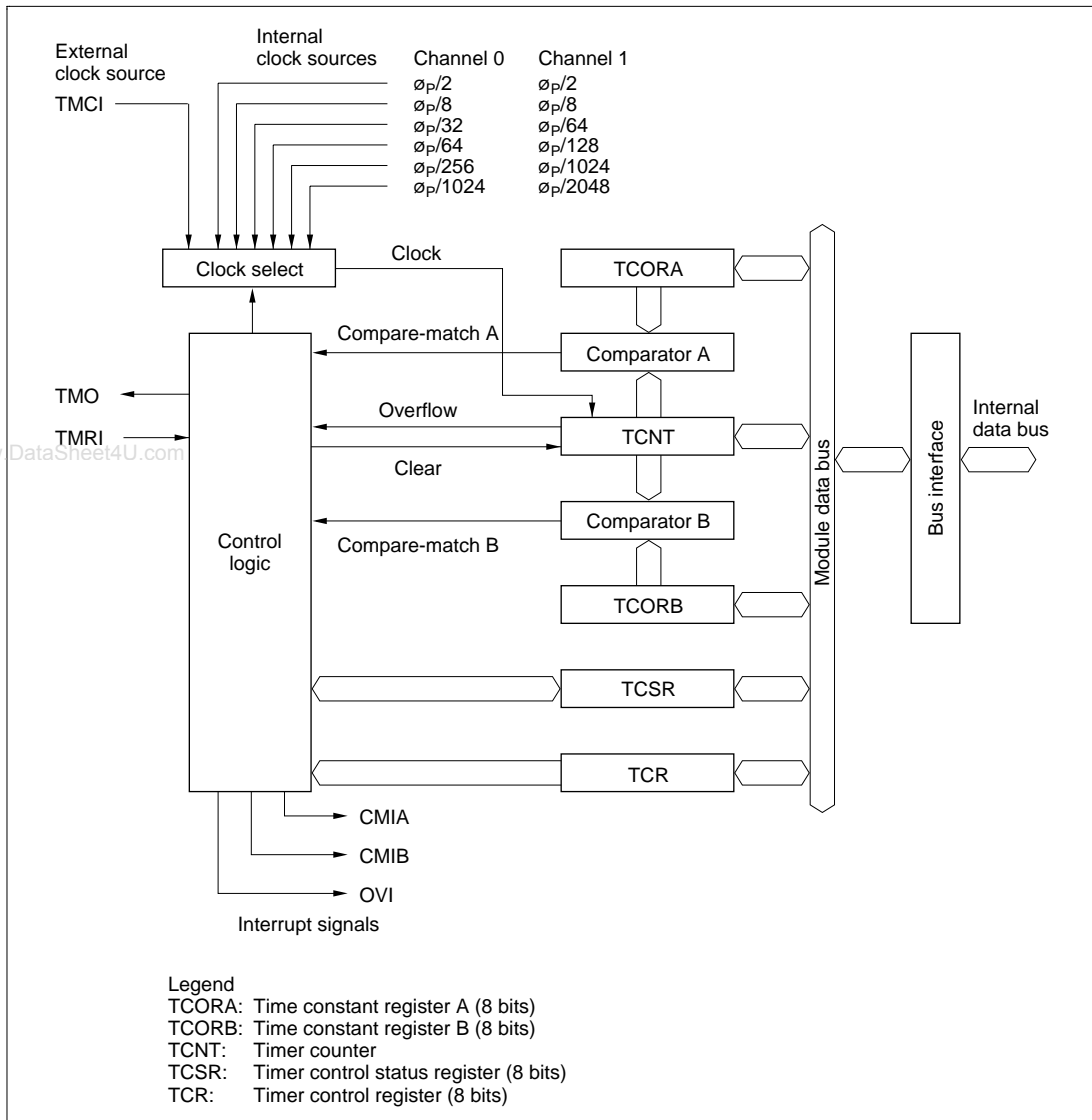 External
clock source
TMCI
Internal
clock sources
Channel 0 Channel 1
øP/2 øP/2
øP/8 øP/8
øP/32 øP/64
øP/64 øP/128
øP/256 øP/1024
øP/1024 øP/2048
Clock select
Clock
TCORA
Compare-match A
Comparator A
TMO
TMRI
Overflow
TCNT
Clear
Internal
data bus
w.DataSheet4U.com
Control
logic
Comparator B
Compare-match B
TCORB
Module data bus
Bus interface
TCSR
TCR
CMIA
CMIB
OVI
Interrupt signals
Legend
TCORA: Time constant register A (8 bits)
TCORB: Time constant register B (8 bits)
TCNT: Timer counter
TCSR: Timer control status register (8 bits)
TCR: Timer control register (8 bits)